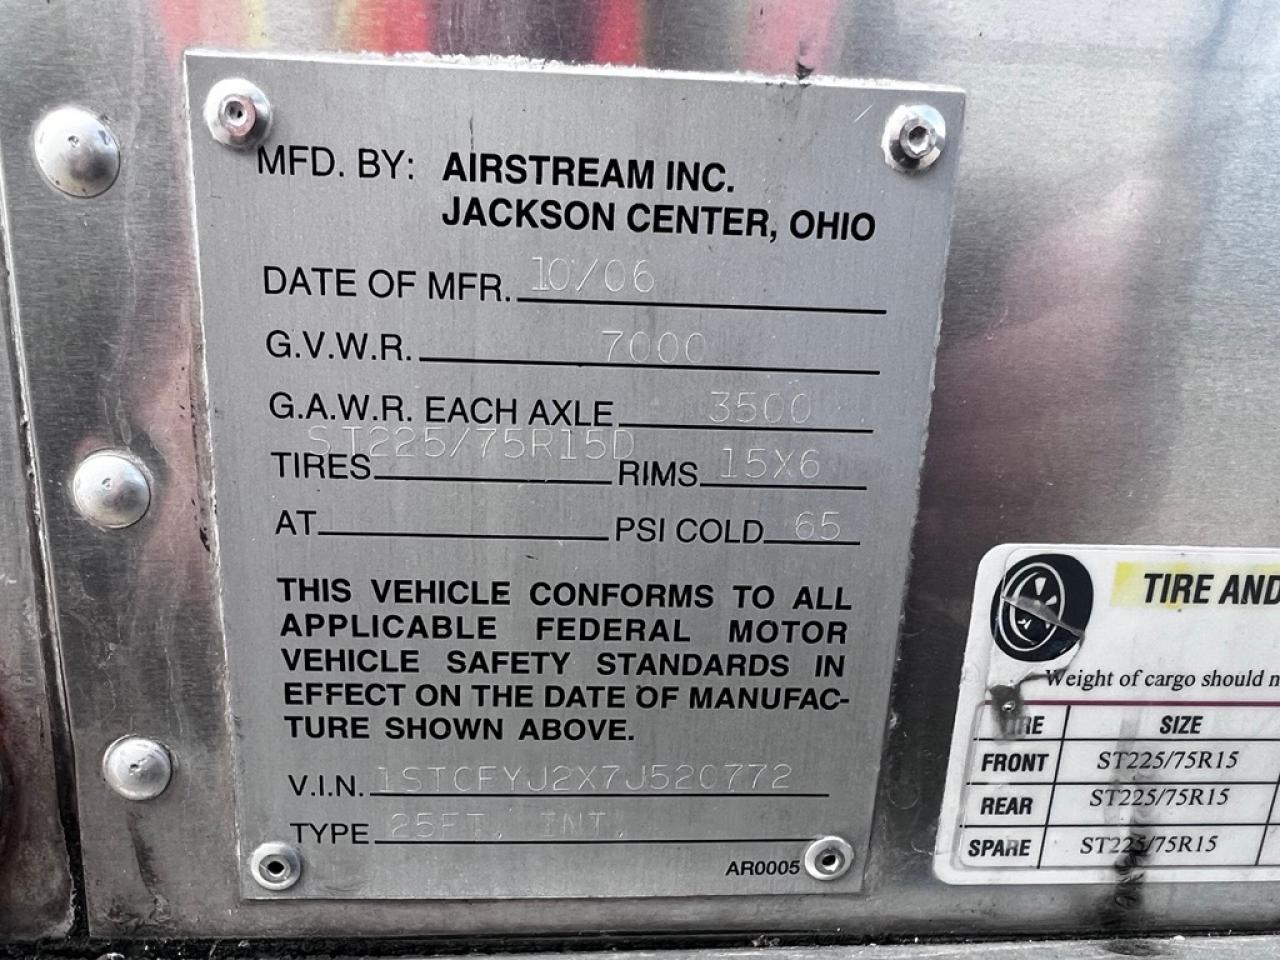 MFD. BY: AIRSTREAM INC.
JACKSON CENTER, OHIO
DATE OF MFR. 10/06
G.V.W.R. 7000
G.A.W.R. EACH AXLE 3500
TIRES ST225/75R15D RIMS 15X6
AT PSI COLD 65
THIS VEHICLE CONFORMS TO ALL
APPLICABLE FEDERAL MOTOR
VEHICLE SAFETY STANDARDS IN
EFFECT ON THE DATE OF MANUFAC-
TURE SHOWN ABOVE.
V.I.N. 1STCFYJ2X7J520772
TYPE 25FT. INT.
AR0005
TIRE AND
Weight of cargo should
SIZE
FRONT ST225/75R15
REAR ST225/75R15
SPARE ST225/75R15